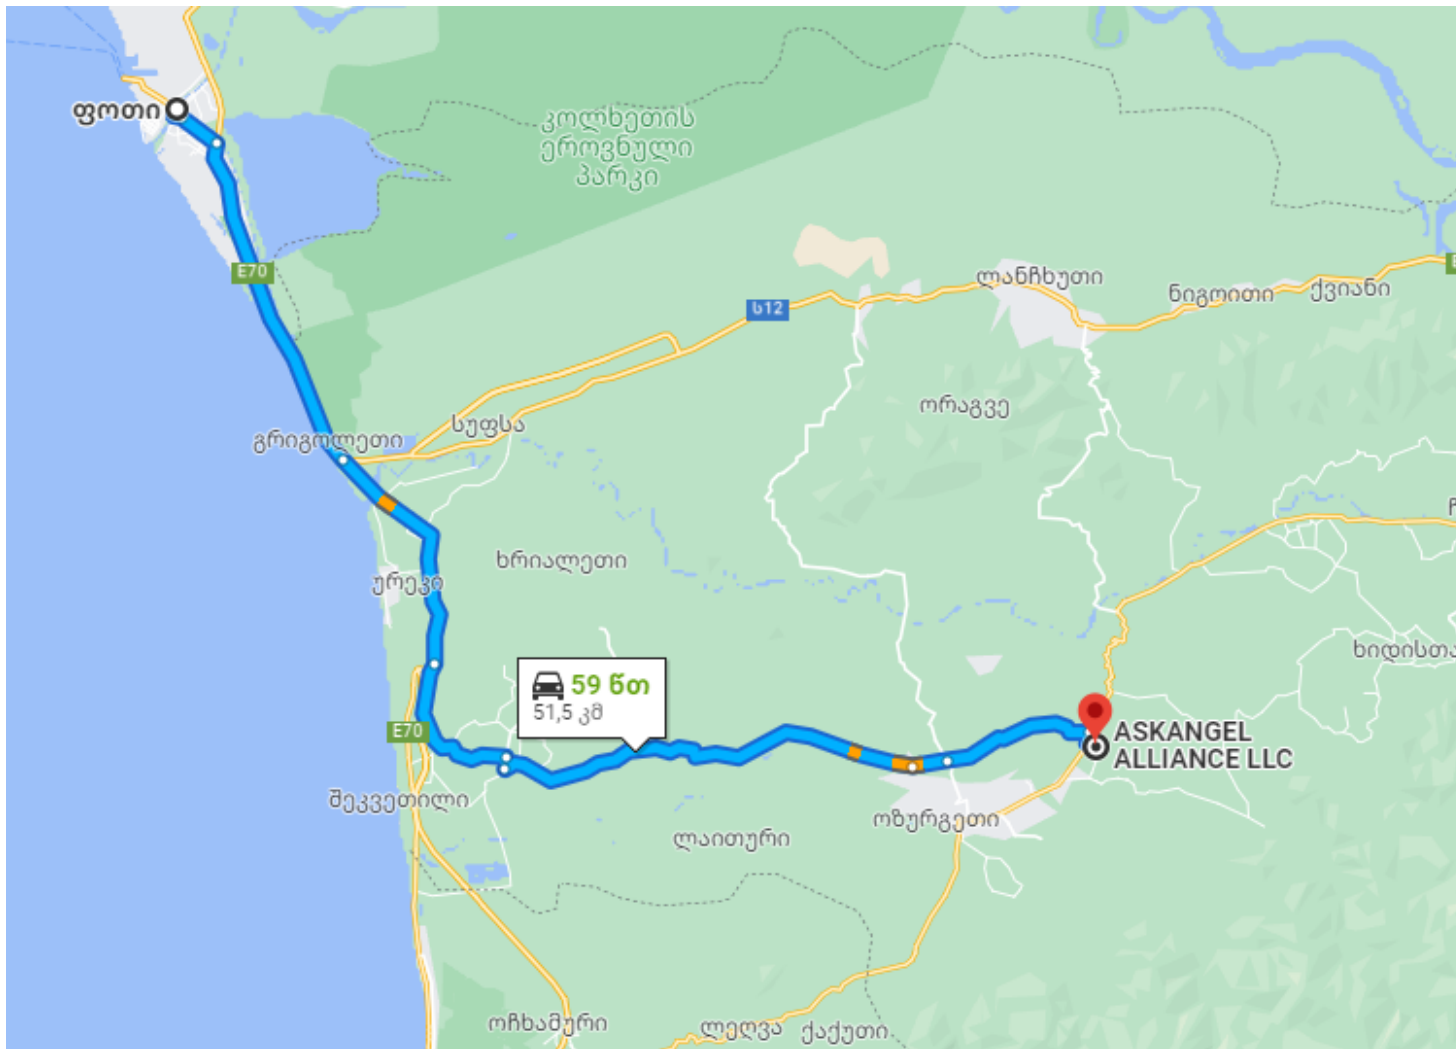 ფოთი
კოლხეთის
ეროვნული
პარკი
E70
ლანჩხუთი
ნიგოითი
ქვიანი
ს12
ორაგვე
სუფსა
გრიგოლეთი
ხრიალეთი
ურეკი
ხიდისთა
59 წთ
51,5 კმ
E70
ASKANGEL
ALLIANCE LLC
შეკვეთილი
ოზურგეთი
ლაითური
ოჩხამური
ლეღვა
ქაქუთი